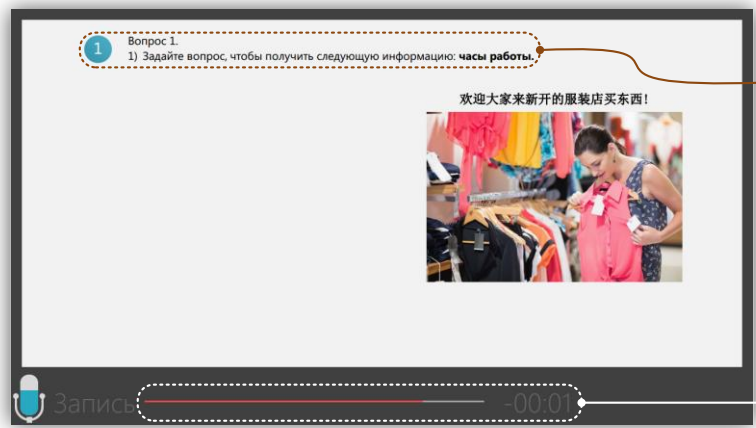 1
Вопрос 1.
1) Задайте вопрос, чтобы получить следующую информацию: часы работы.
欢迎大家来新开的服装店买东西!
Запись
-00:01